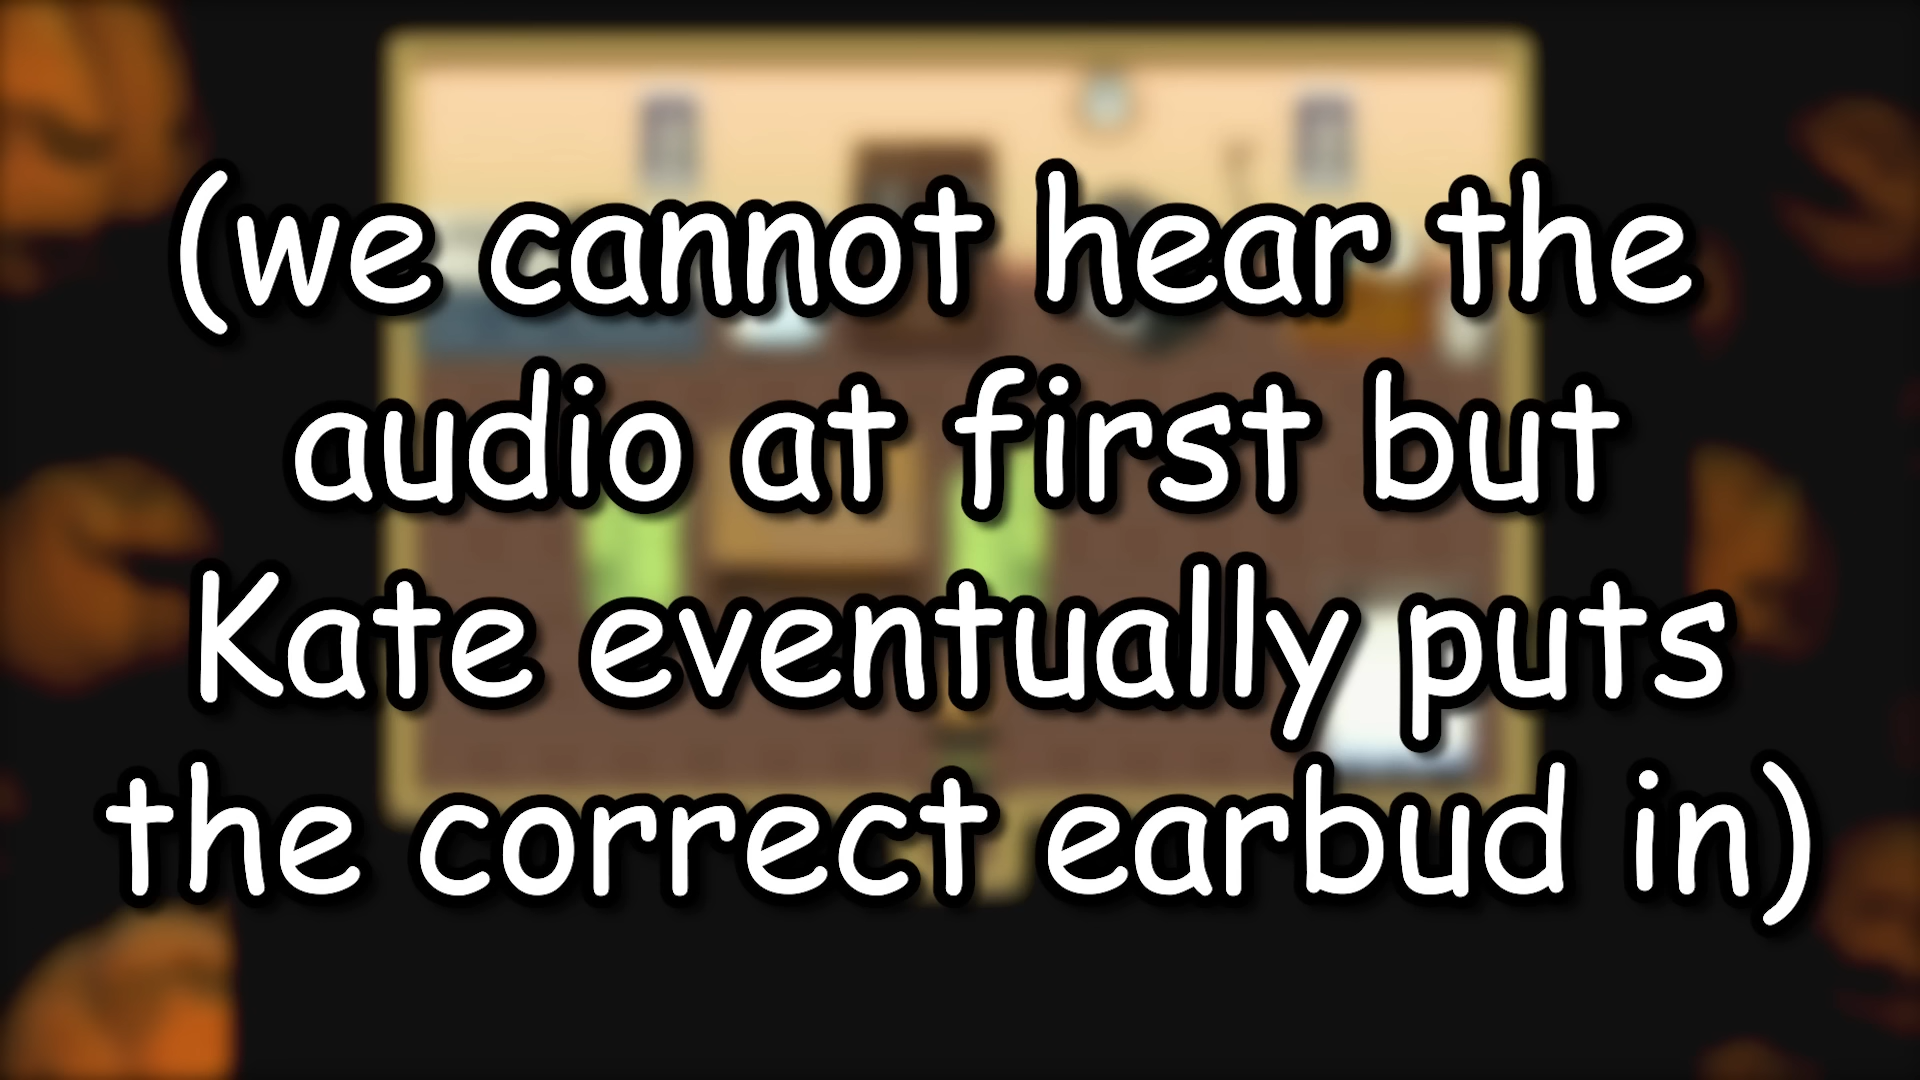 (we cannot hear the
audio at first but
Kate eventually puts
the correct earbud in)